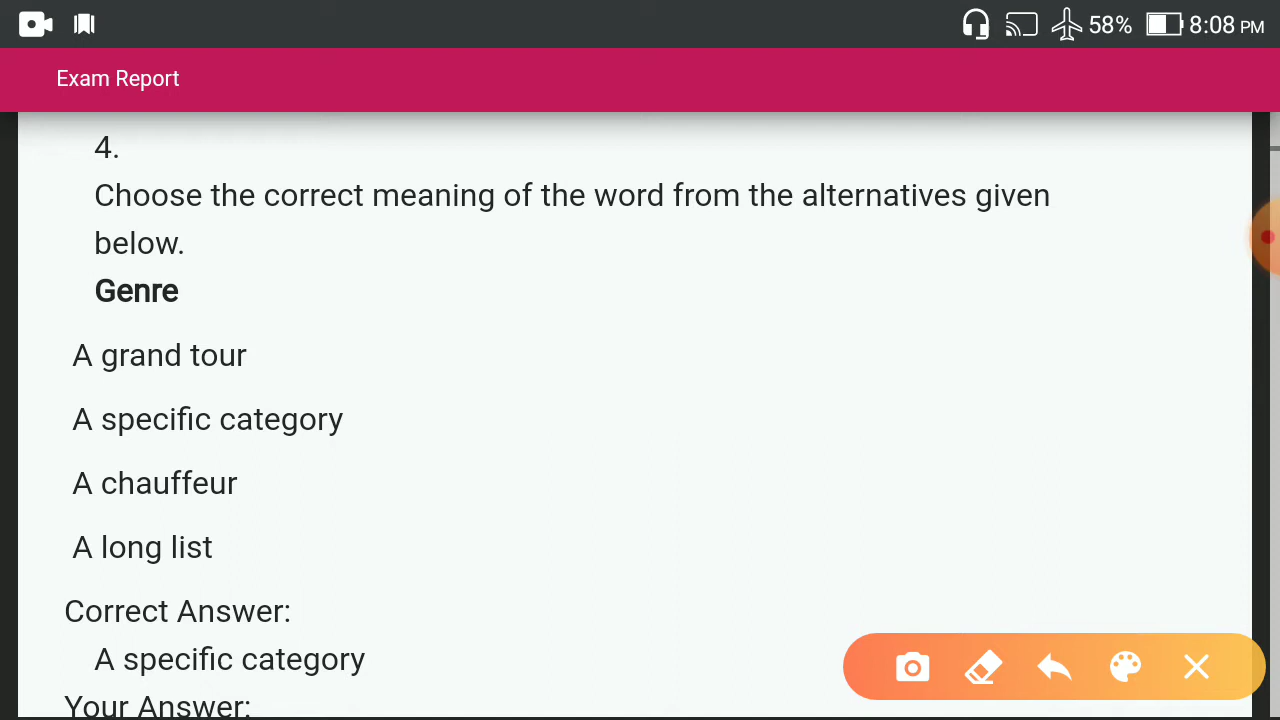 58% 8:08 PM
Exam Report
4.
Choose the correct meaning of the word from the alternatives given
below.
Genre
A grand tour
A specific category
A chauffeur
A long list
Correct Answer:
A specific category
Your Answer: